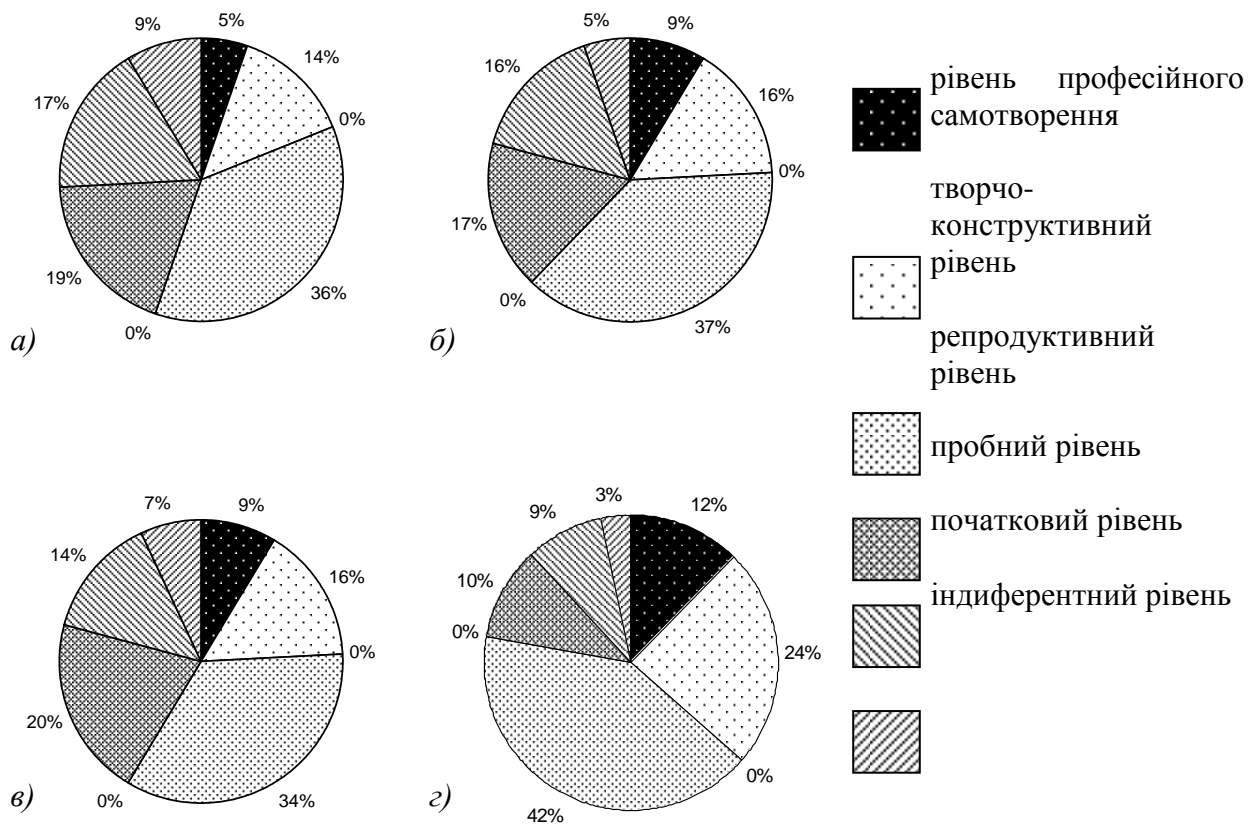 9%
5%
14%
0%
36%
0%
19%
17%
а)
5%
9%
16%
0%
37%
0%
17%
16%
б)
7%
9%
16%
0%
34%
0%
20%
14%
в)
3%
12%
24%
0%
42%
0%
10%
9%
г)
рівень професійного
самотворення
творчо-
конструктивний
рівень
репродуктивний
рівень
пробний рівень
початковий рівень
індиферентний рівень